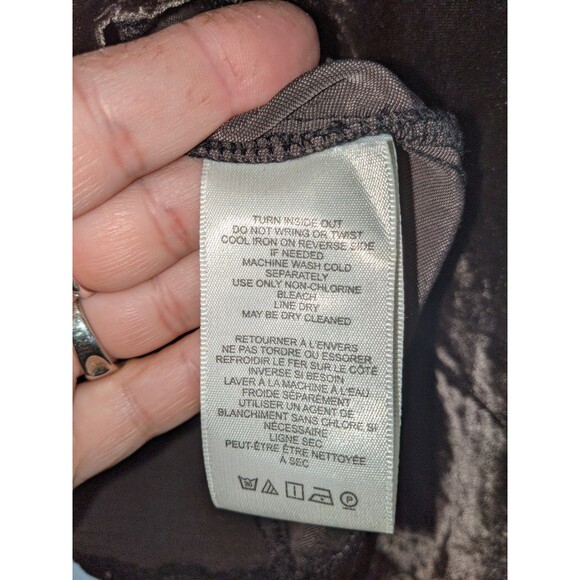 TURN INSIDE OUT
DO NOT WRING OR TWIST
COOL IRON ON REVERSE SIDE
IF NEEDED
MACHINE WASH COLD
SEPARATELY
USE ONLY NON-CHLORINE
BLEACH
LINE DRY
MAY BE DRY CLEANED
RETOURNER À L'ENVERS
NE PAS TORDRE OU ESSORER
REFROIDIR LE FER SUR LE CÔTÉ
INVERSE SI BESOIN
LAVER À LA MACHINE À L'EAU
FROIDE SÉPARÉMENT
UTILISER UN AGENT DE
BLANCHIMENT SANS CHLORE SI
NÉCESSAIRE
LIGNE SEC
PEUT-ÊTRE ÊTRE NETTOYÉE
À SEC
P